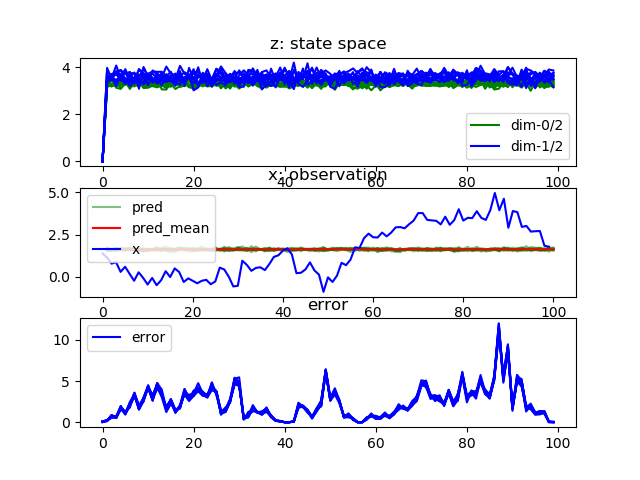 z: state space
4
2
0
dim-0/2
dim-1/2
0 20 40 60 80 100
x: observation
5.0
2.5
0.0
pred
pred_mean
x
0 20 40 60 80 100
error
10
5
0
error
0 20 40 60 80 100